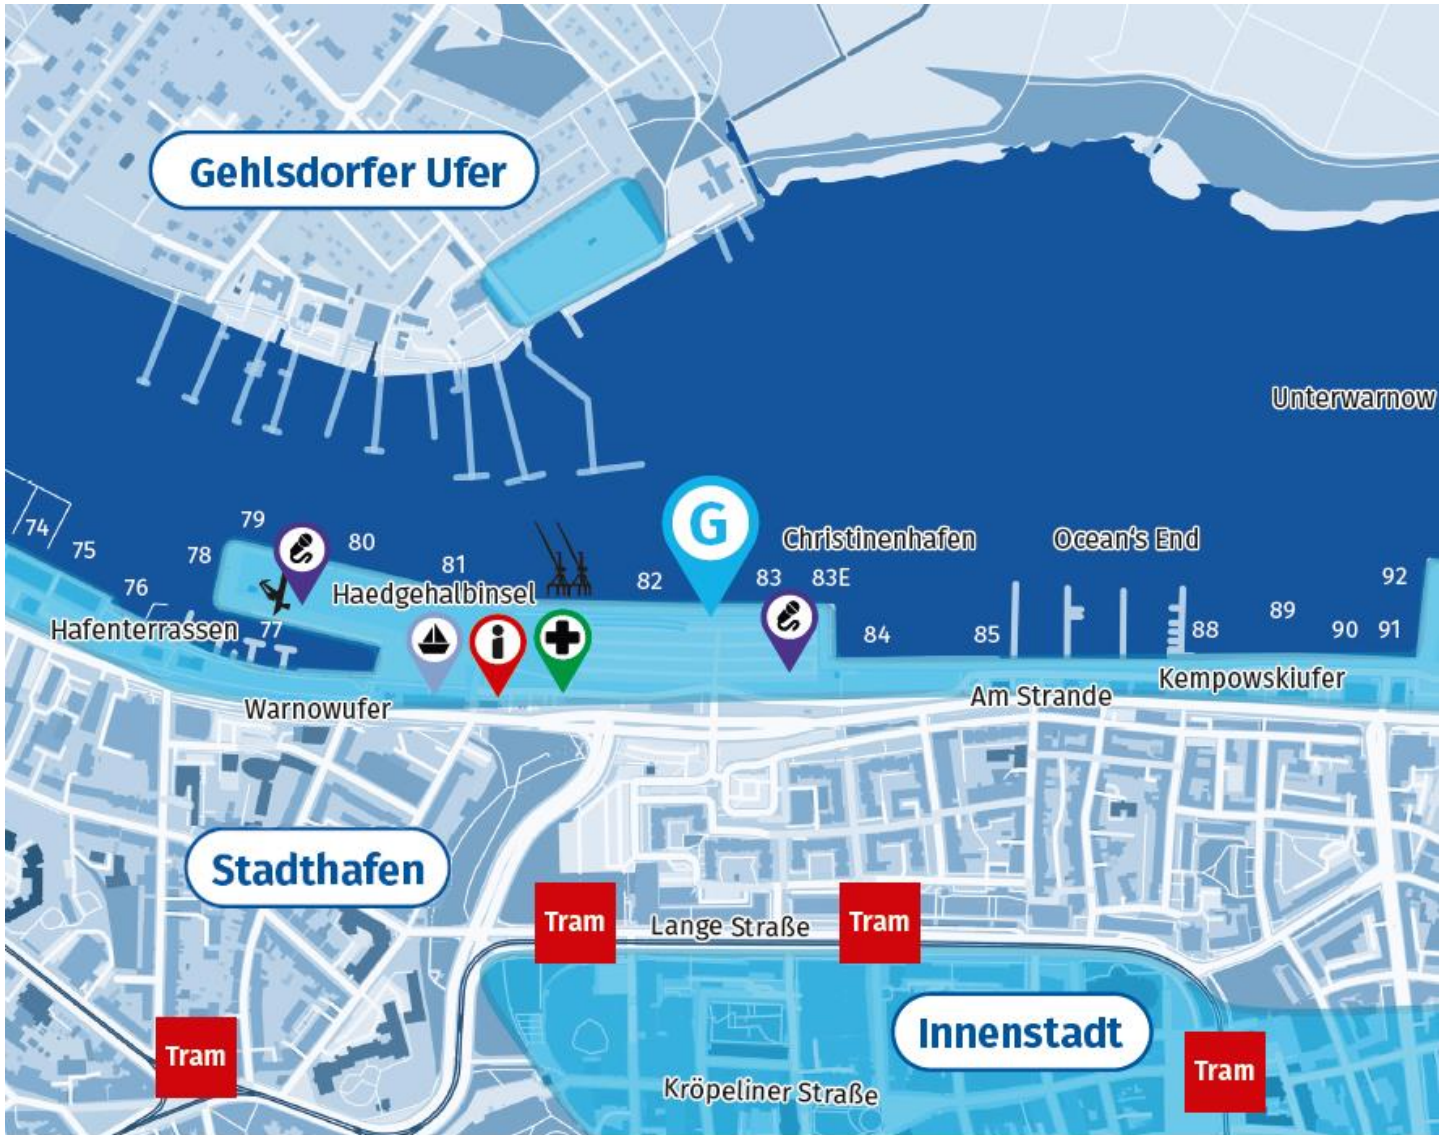 Gehlsdorfer Ufer
Unterwarnow
74
75
76
77
78
79
80
81
82
G
83
83E
Christinenhafen
Ocean's End
92
Haedgehalbinsel
Hafenterrassen
i
84
85
88
89
90
91
Warnowufer
Am Strande
Kempowskiufer
Stadthafen
Tram
Lange Straße
Tram
Innenstadt
Tram
Tram
Kröpeliner Straße